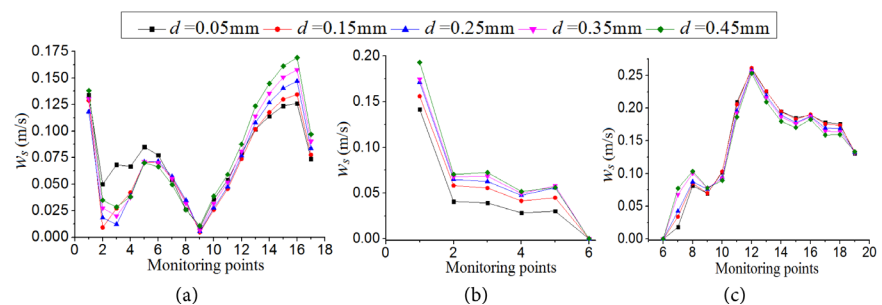 d=0.05mm d=0.15mm d=0.25mm d=0.35mm d=0.45mm
Ws (m/s)
0.175
0.150
0.125
0.100
0.075
0.050
0.025
0.000
0 2 4 6 8 10 12 14 16 18
Monitoring points
(a)
Ws (m/s)
0.20
0.15
0.10
0.05
0.00
0 1 2 3 4 5 6
Monitoring points
(b)
Ws (m/s)
0.25
0.20
0.15
0.10
0.05
0.00
6 8 10 12 14 16 18 20
Monitoring points
(c)